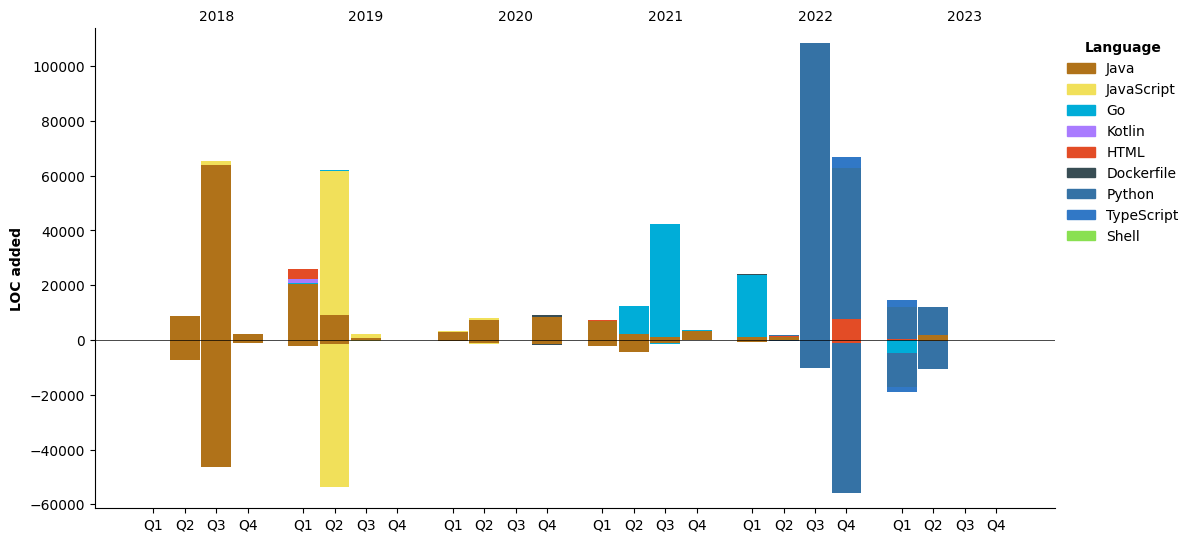 2018 2019 2020 2021 2022 2023
LOC added
100000
80000
60000
40000
20000
0
−20000
−40000
−60000
Q1 Q2 Q3 Q4 Q1 Q2 Q3 Q4 Q1 Q2 Q3 Q4 Q1 Q2 Q3 Q4 Q1 Q2 Q3 Q4 Q1 Q2 Q3 Q4
Language
Java
JavaScript
Go
Kotlin
HTML
Dockerfile
Python
TypeScript
Shell